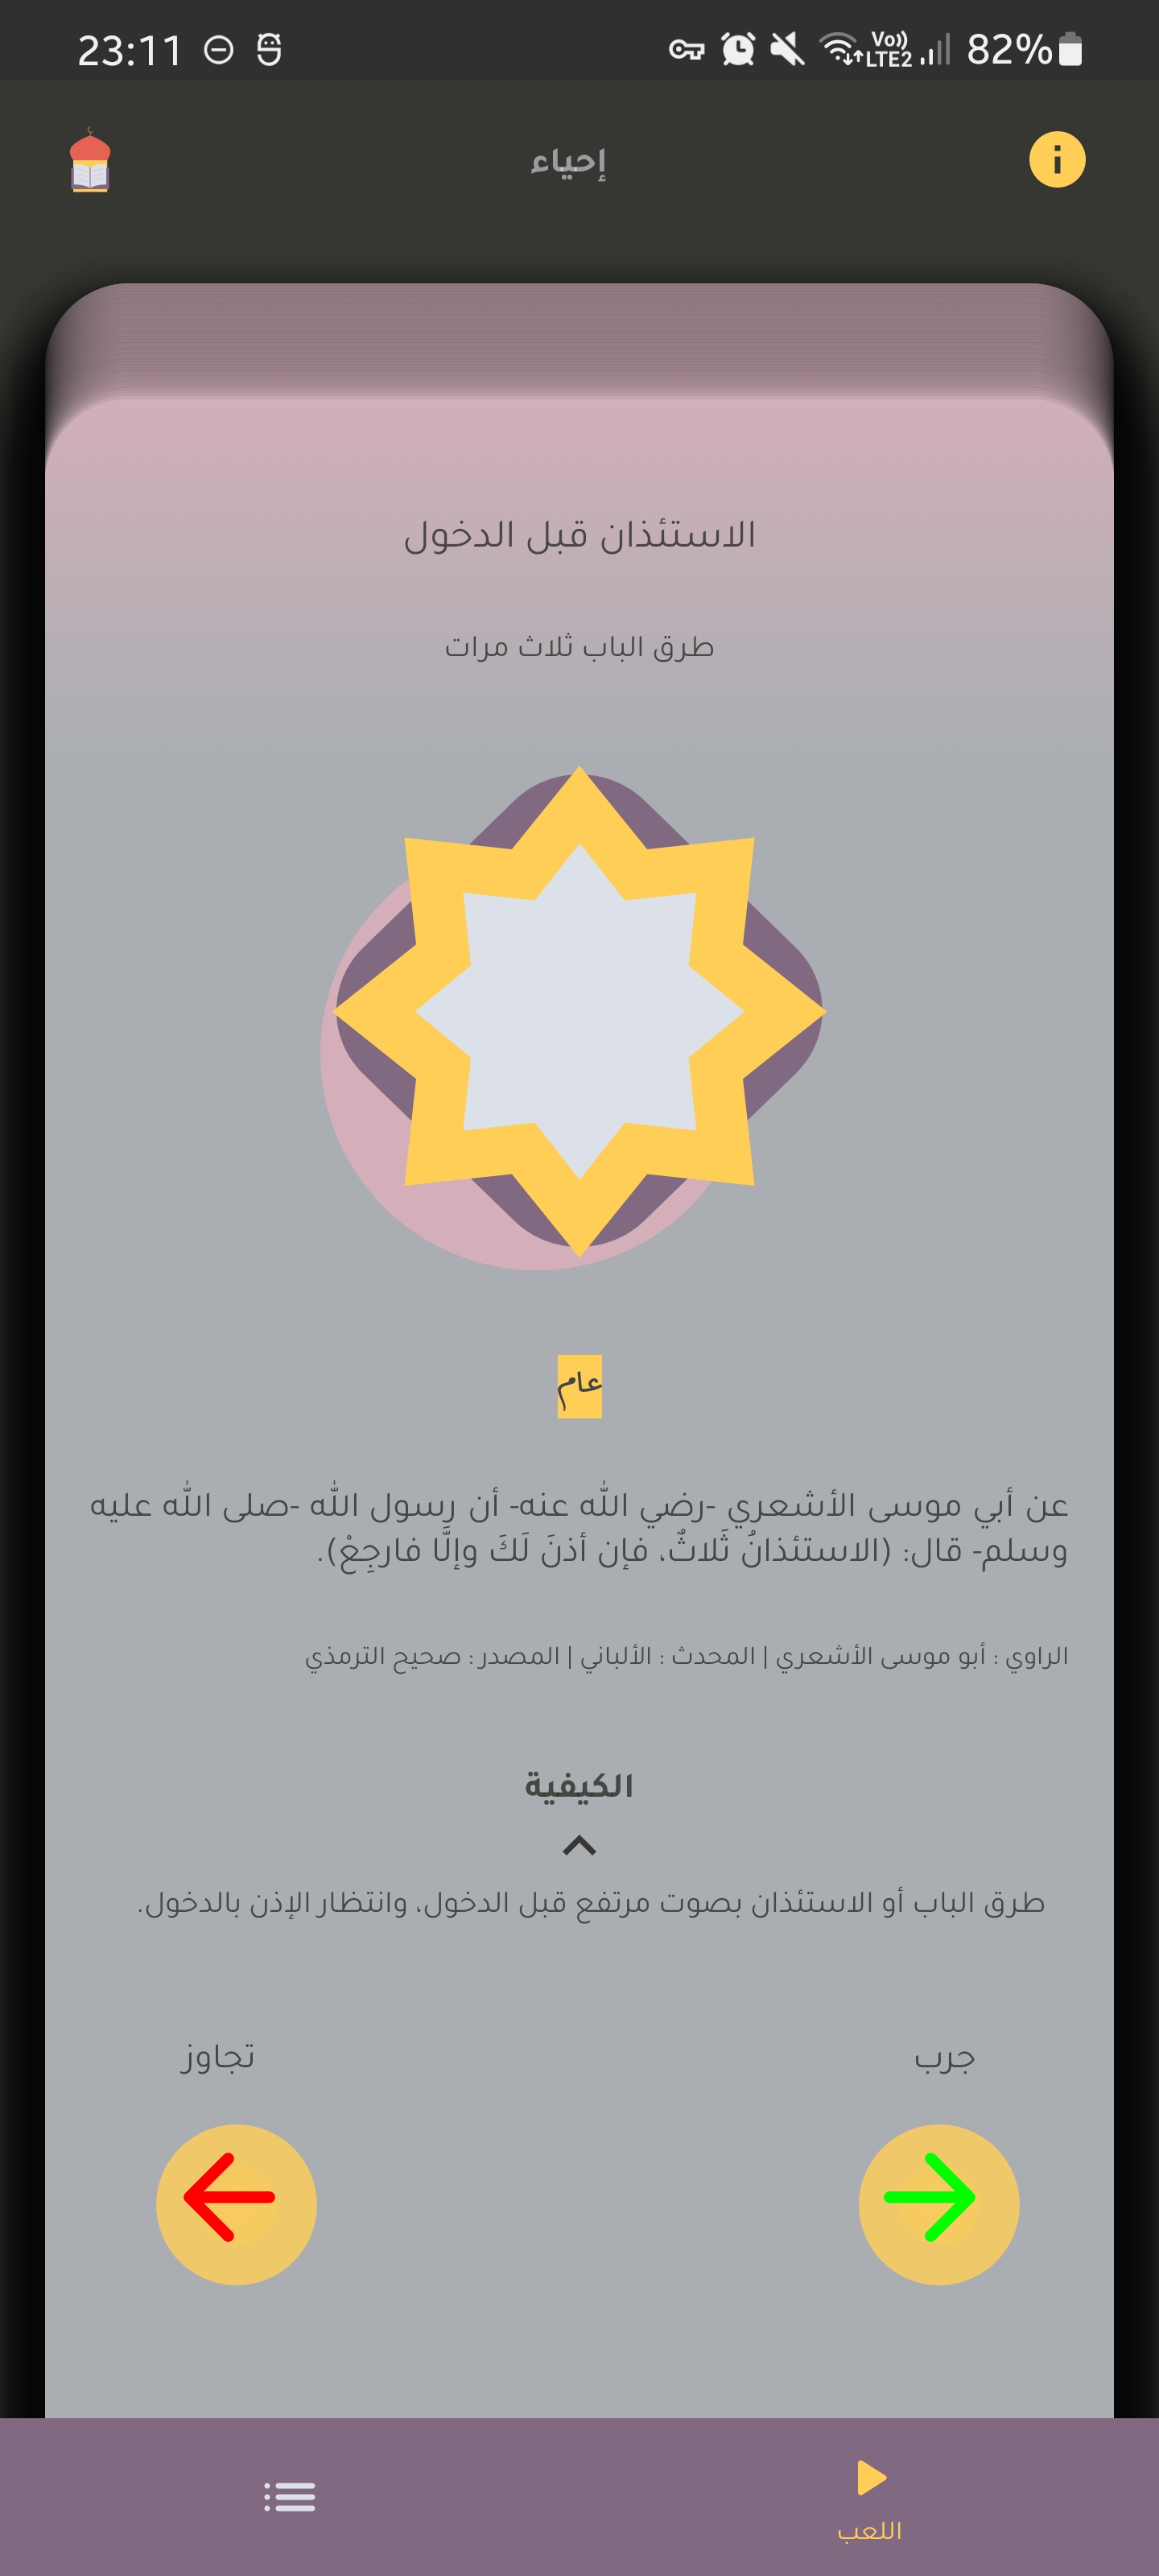 23:11
Vo)) LTE2 82%
إحياء
الاستئذان قبل الدخول
طرق الباب ثلاث مرات
عام
عن أبي موسى الأشعري -رضي الله عنه- أن رسول الله -صلى الله عليه
وسلم- قال: (الاستئذانُ ثَلاثٌ، فإن أذنَ لَكَ وإلَّا فارجِعْ).
الراوي : أبو موسى الأشعري | المحدث : الألباني | المصدر : صحيح الترمذي
الكيفية
طرق الباب أو الاستئذان بصوت مرتفع قبل الدخول، وانتظار الإذن بالدخول.
جرب
تجاوز
اللعب